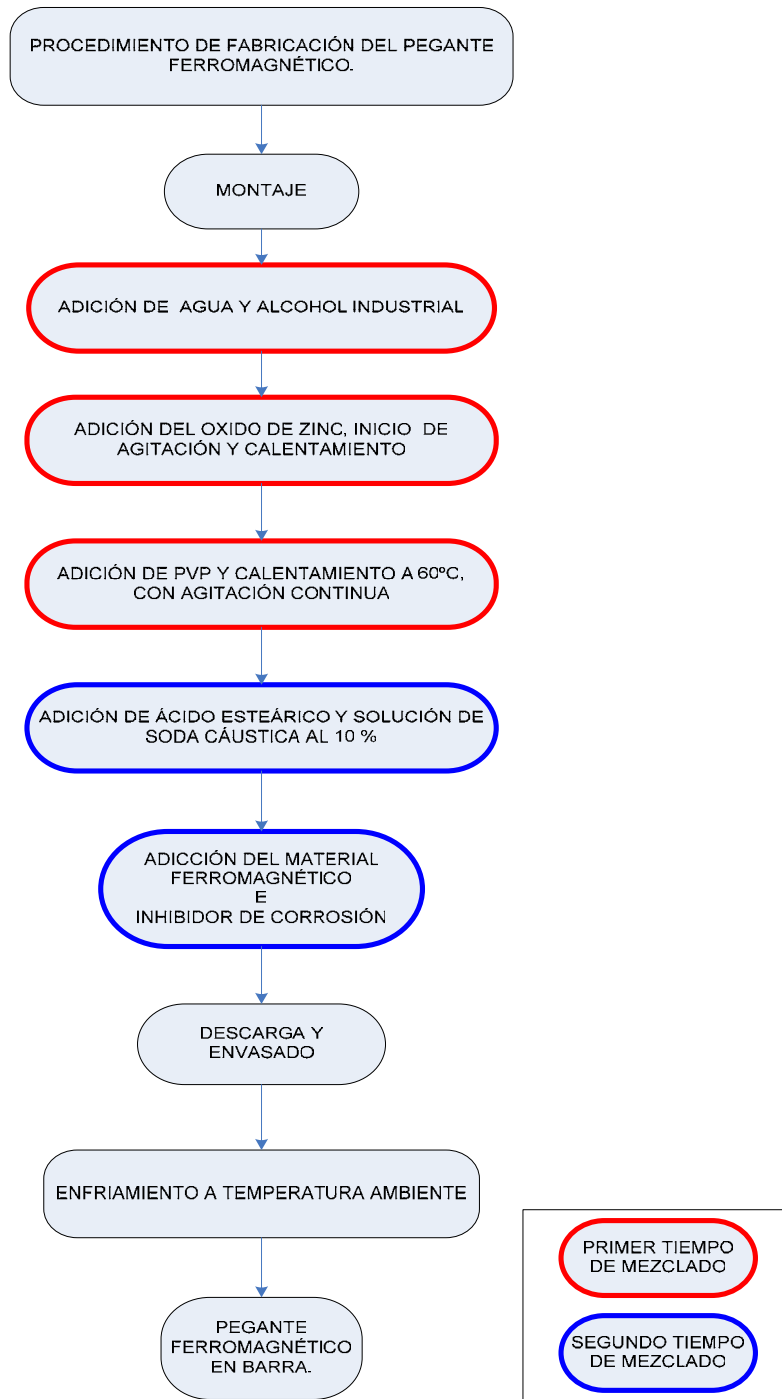 PROCEDIMIENTO DE FABRICACIÓN DEL PEGANTE
FERROMAGNÉTICO.
MONTAJE
ADICIÓN DE AGUA Y ALCOHOL INDUSTRIAL
ADICIÓN DEL OXIDO DE ZINC, INICIO DE
AGITACIÓN Y CALENTAMIENTO
ADICIÓN DE PVP Y CALENTAMIENTO A 60ºC,
CON AGITACIÓN CONTINUA
ADICIÓN DE ÁCIDO ESTEÁRICO Y SOLUCIÓN DE
SODA CÁUSTICA AL 10 %
ADICCIÓN DEL MATERIAL
FERROMAGNÉTICO
E
INHIBIDOR DE CORROSIÓN
DESCARGA Y
ENVASADO
ENFRIAMIENTO A TEMPERATURA AMBIENTE
PEGANTE
FERROMAGNÉTICO
EN BARRA.
PRIMER TIEMPO
DE MEZCLADO
SEGUNDO TIEMPO
DE MEZCLADO